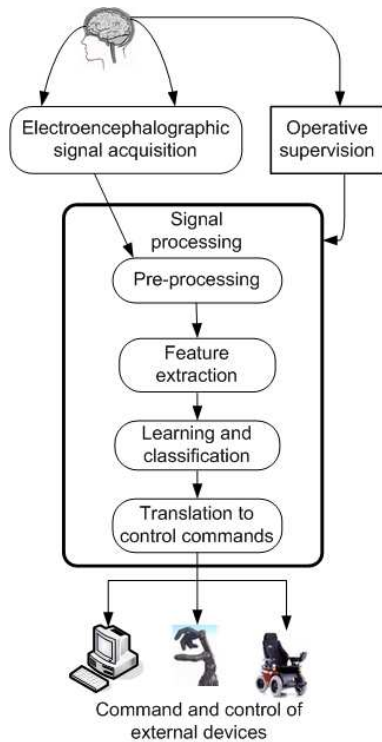 Electroencephalographic
signal acquisition
Operative
supervision
Signal
processing
Pre-processing
Feature
extraction
Learning and
classification
Translation to
control commands
Command and control of
external devices